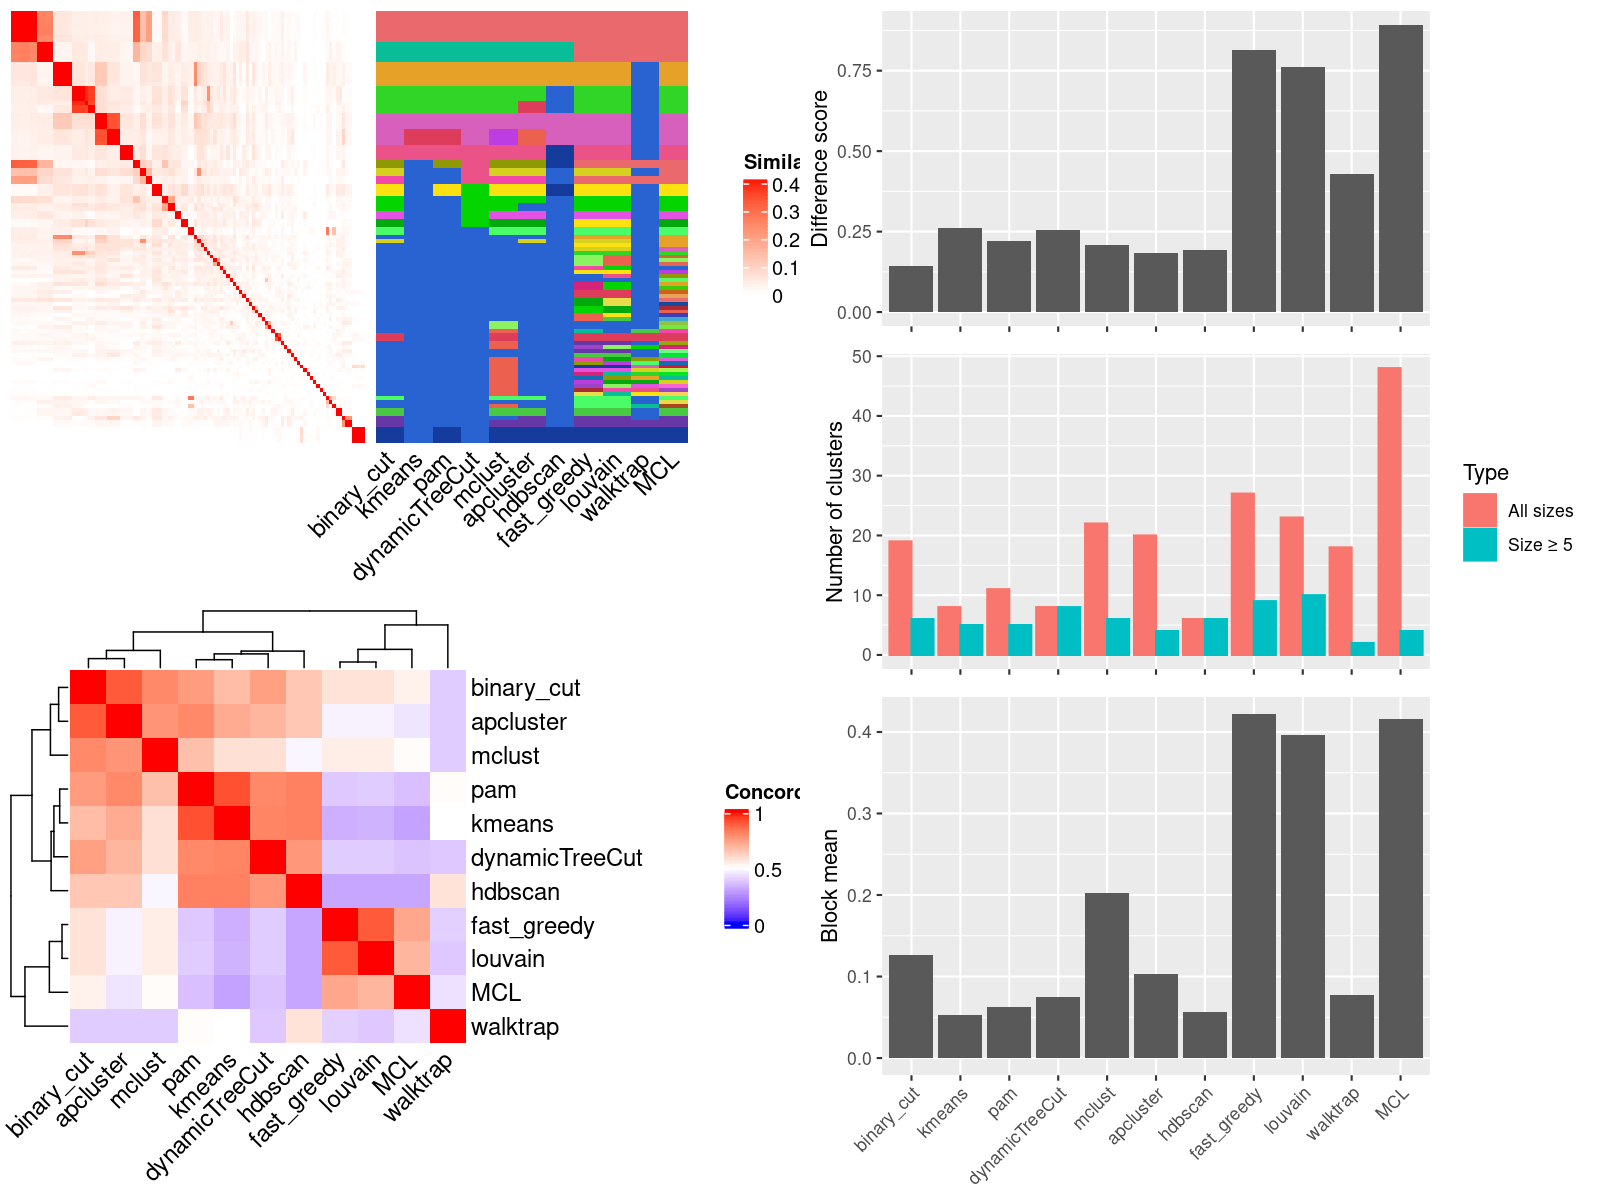 Simila
0.4
0.3
0.2
0.1
0
binary_cut
kmeans
pam
dynamicTreeCut
mclust
apcluster
hdbscan
fast_greedy
louvain
walktrap
MCL
Difference score
0.75
0.50
0.25
0.00
Number of clusters
50
40
30
20
10
0
Type
All sizes
Size ≥ 5
binary_cut
apcluster
mclust
pam
kmeans
dynamicTreeCut
hdbscan
fast_greedy
louvain
MCL
walktrap
binary_cut
apcluster
mclust
pam
kmeans
dynamicTreeCut
hdbscan
fast_greedy
louvain
MCL
walktrap
Concord
1
0.5
0
Block mean
0.4
0.3
0.2
0.1
0.0
binary_cut
kmeans
pam
dynamicTreeCut
mclust
apcluster
hdbscan
fast_greedy
louvain
walktrap
MCL